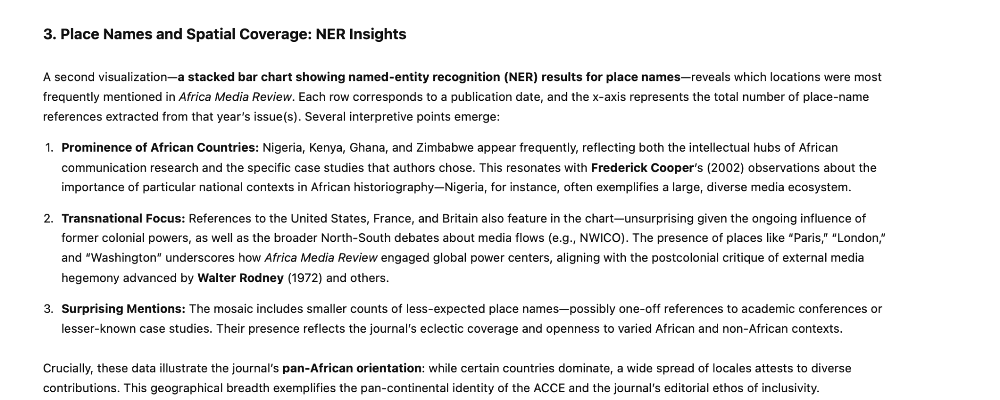 3. Place Names and Spatial Coverage: NER Insights
A second visualization—a stacked bar chart showing named-entity recognition (NER) results for place names—reveals which locations were most
frequently mentioned in Africa Media Review. Each row corresponds to a publication date, and the x-axis represents the total number of place-name
references extracted from that year’s issue(s). Several interpretive points emerge:
1. Prominence of African Countries: Nigeria, Kenya, Ghana, and Zimbabwe appear frequently, reflecting both the intellectual hubs of African
communication research and the specific case studies that authors chose. This resonates with Frederick Cooper’s (2002) observations about the
importance of particular national contexts in African historiography—Nigeria, for instance, often exemplifies a large, diverse media ecosystem.
2. Transnational Focus: References to the United States, France, and Britain also feature in the chart—unsurprising given the ongoing influence of
former colonial powers, as well as the broader North-South debates about media flows (e.g., NWICO). The presence of places like “Paris,” “London,”
and “Washington” underscores how Africa Media Review engaged global power centers, aligning with the postcolonial critique of external media
hegemony advanced by Walter Rodney (1972) and others.
3. Surprising Mentions: The mosaic includes smaller counts of less-expected place names—possibly one-off references to academic conferences or
lesser-known case studies. Their presence reflects the journal’s eclectic coverage and openness to varied African and non-African contexts.
Crucially, these data illustrate the journal’s pan-African orientation: while certain countries dominate, a wide spread of locales attests to diverse
contributions. This geographical breadth exemplifies the pan-continental identity of the ACCE and the journal’s editorial ethos of inclusivity.